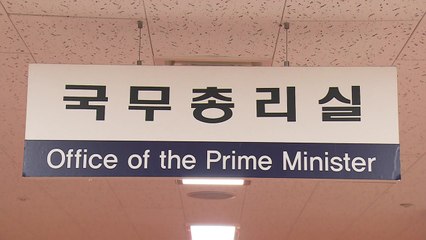 국무총리실
Office of the Prime Minister